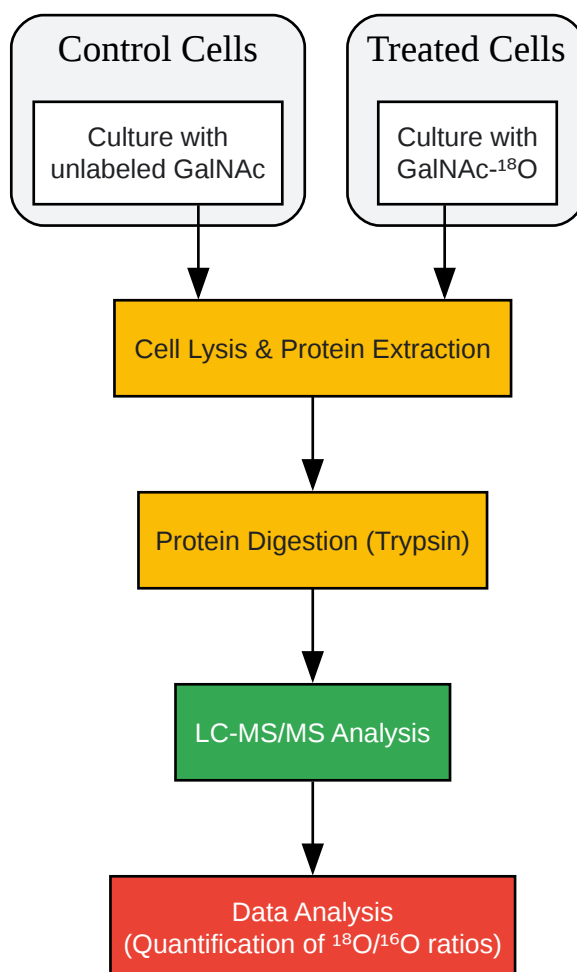 Control Cells
Treated Cells
Culture with
unlabeled GalNAc
Culture with
GalNAc-¹⁸O
Cell Lysis & Protein Extraction
Protein Digestion (Trypsin)
LC-MS/MS Analysis
Data Analysis
(Quantification of ¹⁸O/¹⁶O ratios)